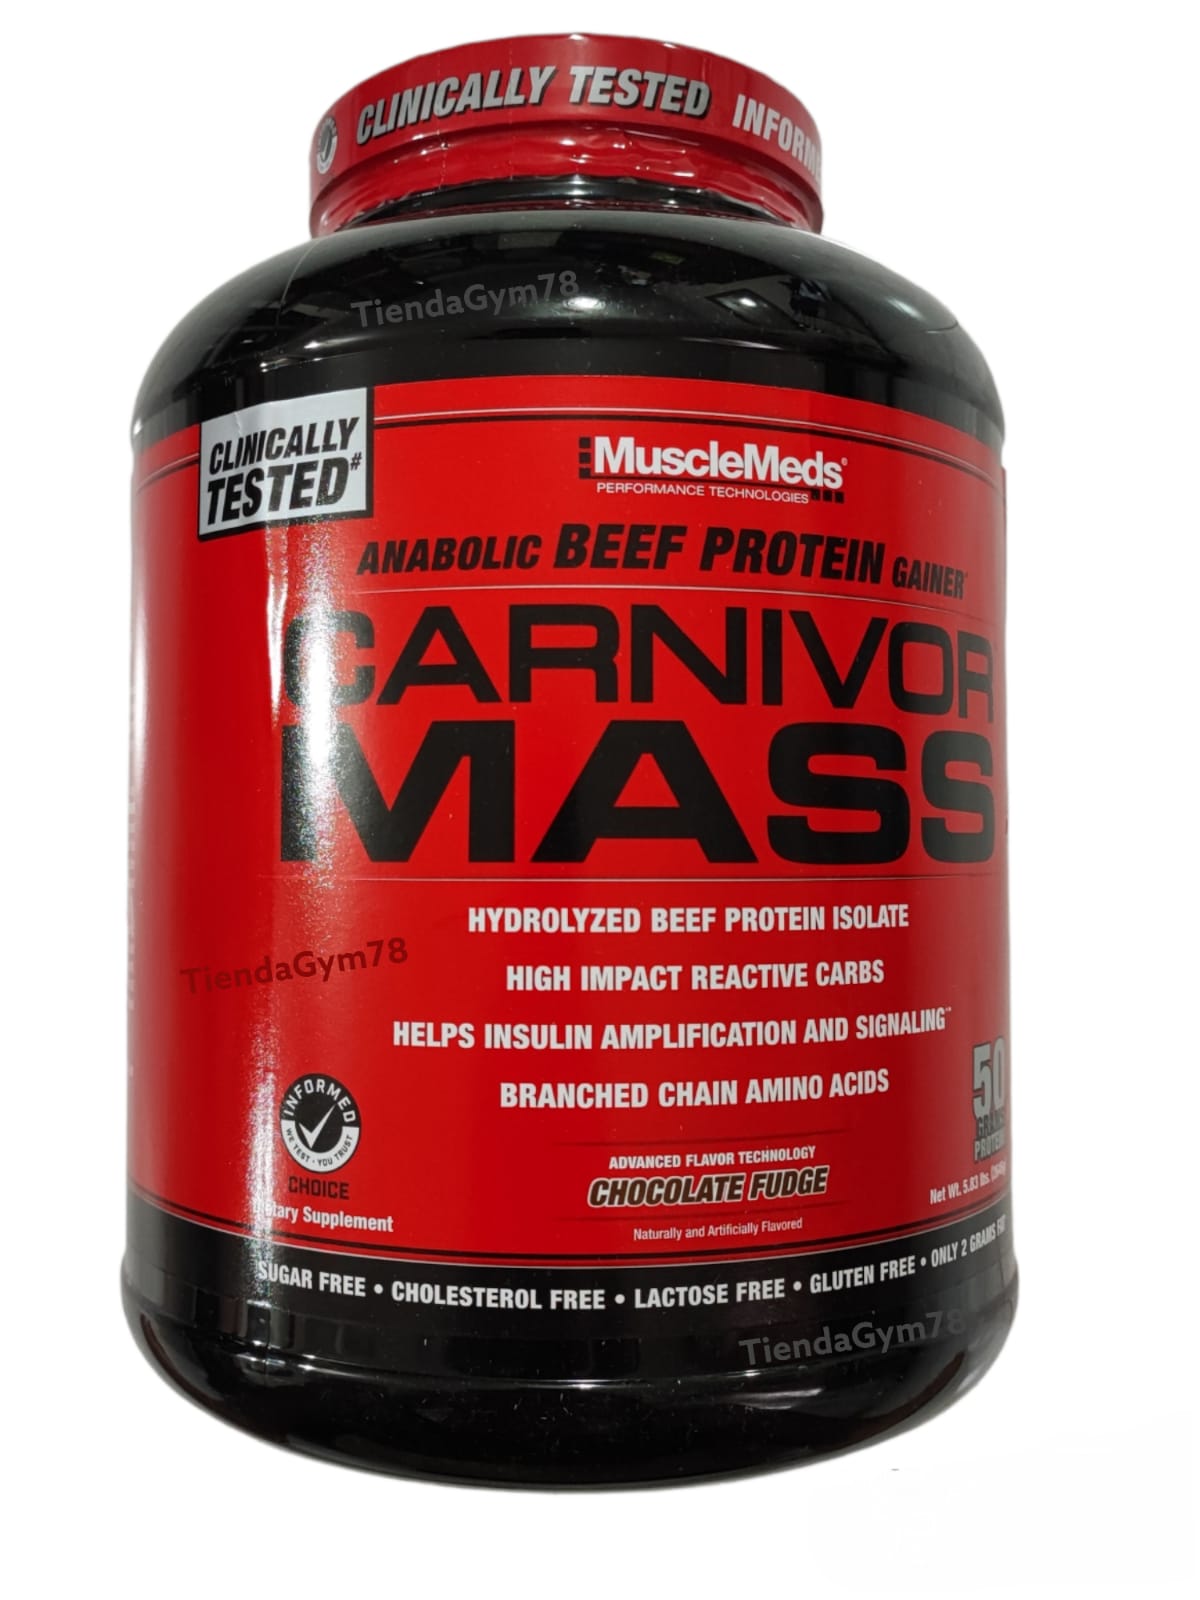 CLINICALLY TESTED INFORM
TiendaGym78
CLINICALLY
TESTED#
MuscleMeds®
PERFORMANCE TECHNOLOGIES
ANABOLIC BEEF PROTEIN GAINER
CARNIVOR
MASS
HYDROLYZED BEEF PROTEIN ISOLATE
TiendaGym78
HIGH IMPACT REACTIVE CARBS
HELPS INSULIN AMPLIFICATION AND SIGNALING**
BRANCHED CHAIN AMINO ACIDS
50
GRAMS
PROTEIN
INFORMED
WE TEST · YOU TRUST
CHOICE
ADVANCED FLAVOR TECHNOLOGY
CHOCOLATE FUDGE
Naturally and Artificially Flavored
Net Wt. 5.83 lbs.
Supplement
SUGAR FREE • CHOLESTEROL FREE • LACTOSE FREE • GLUTEN FREE • ONLY 2 GRAMS FAT
TiendaGym78